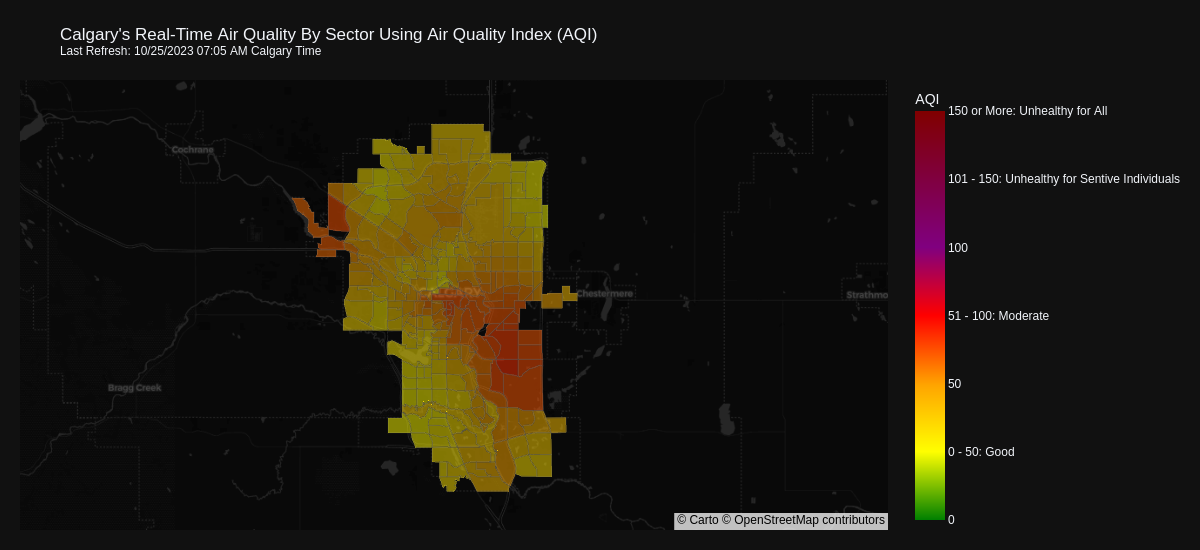 Calgary's Real-Time Air Quality By Sector Using Air Quality Index (AQI)
Last Refresh: 10/25/2023 07:05 AM Calgary Time
AQI
150 or More: Unhealthy for All
101 - 150: Unhealthy for Sentive Individuals
100
51 - 100: Moderate
50
0 - 50: Good
0
Cochrane
CALGARY
Chestermere
Strathmo
Bragg Creek
© Carto © OpenStreetMap contributors